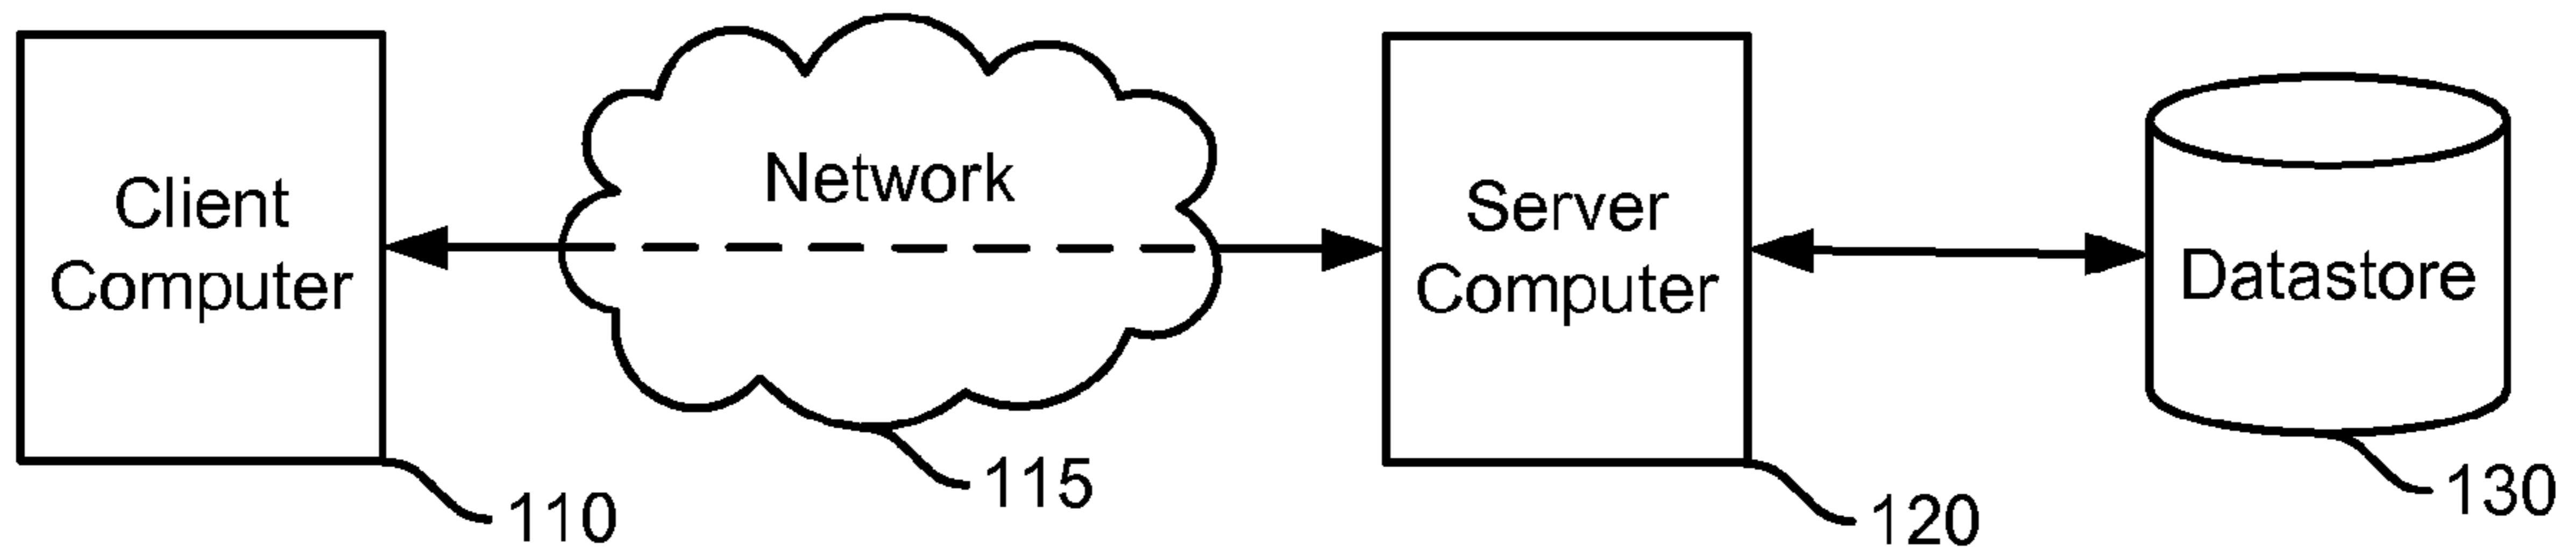 Client
Computer
110
Network
115
Server
Computer
120
Datastore
130